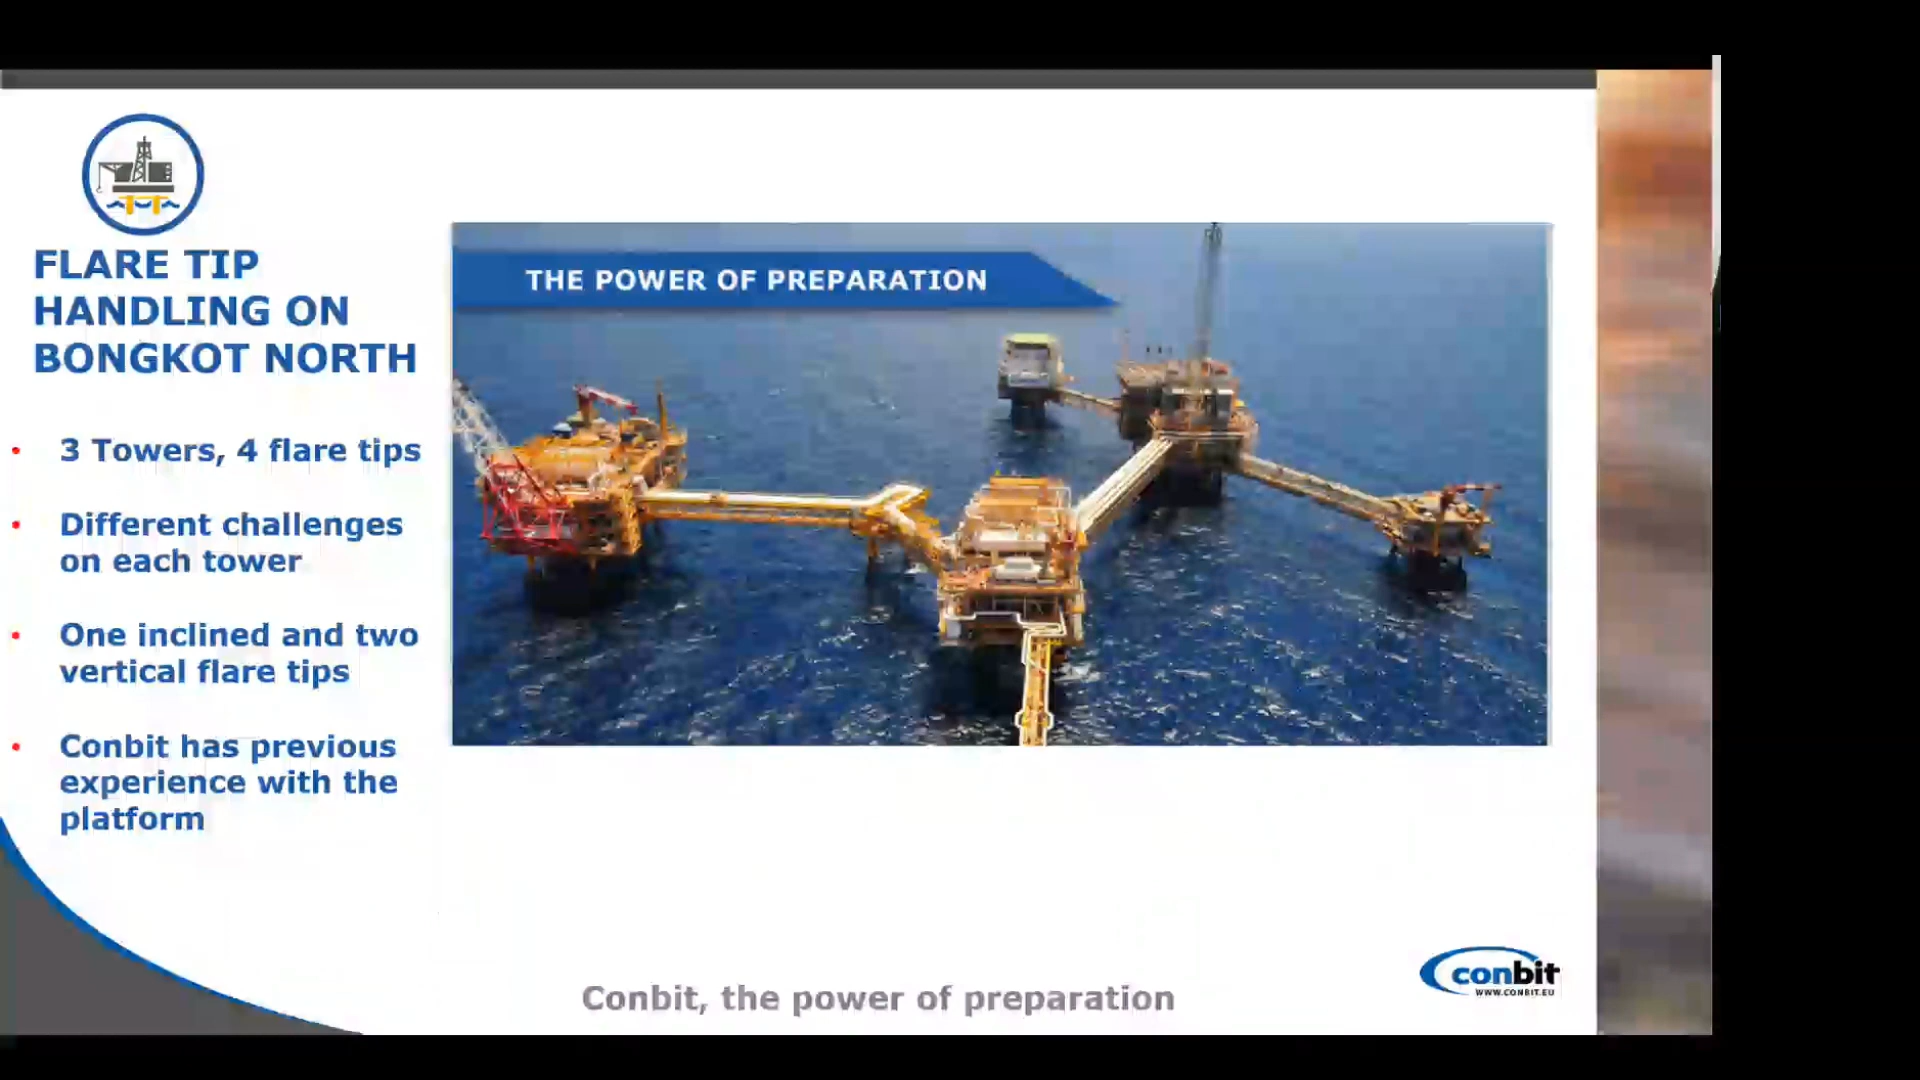 FLARE TIP
HANDLING ON
BONGKOT NORTH
• 3 Towers, 4 flare tips
• Different challenges
on each tower
• One inclined and two
vertical flare tips
• Conbit has previous
experience with the
platform
THE POWER OF PREPARATION
Conbit, the power of preparation
conbit
WWW.CONBIT.EU